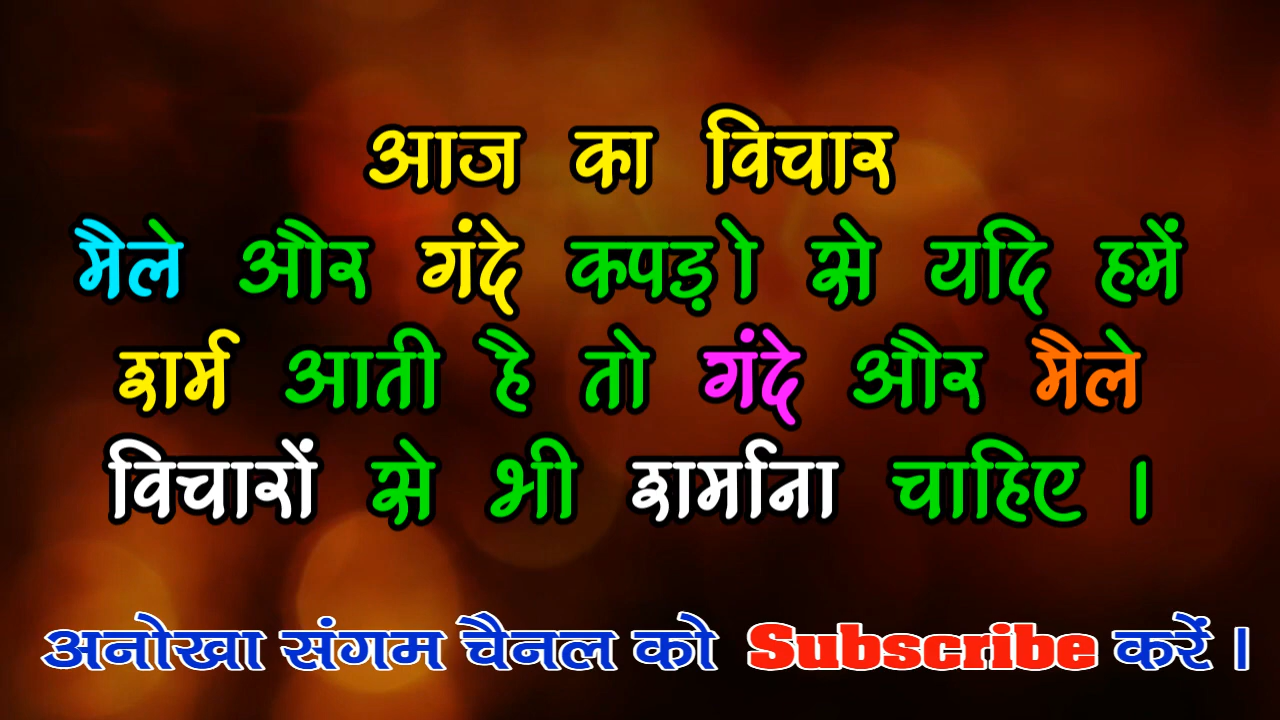 आज का विचार
मैले और गंदे कपड़ो से यदि हमें
शर्म आती है तो गंदे और मैले
विचारों से भी शर्माना चाहिए ।
अनोखा संगम चैनल को Subscribe करें ।